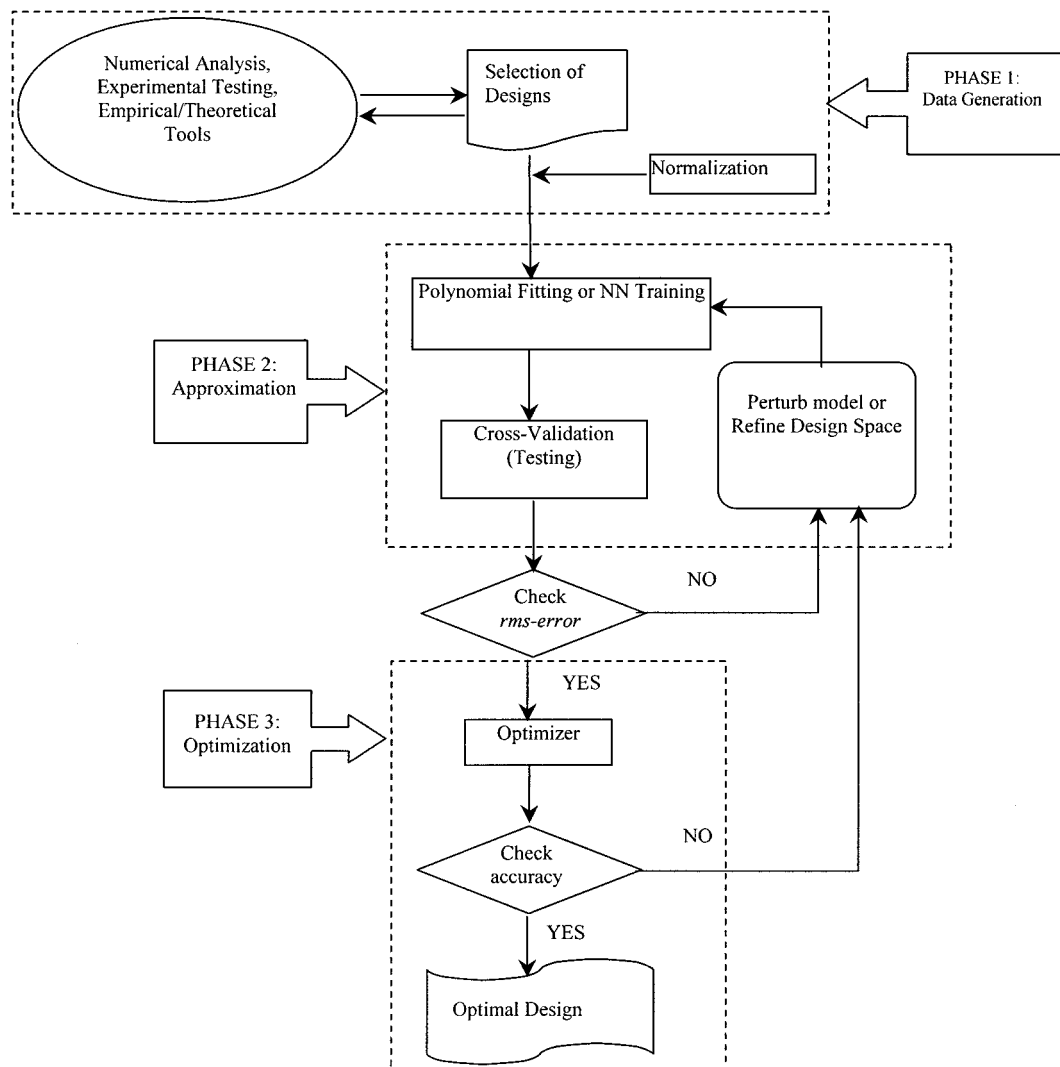 Numerical Analysis,
Experimental Testing,
Empirical/Theoretical
Tools
Selection of
Designs
PHASE 1:
Data Generation
Normalization
Polynomial Fitting or NN Training
PHASE 2:
Approximation
Perturb model or
Refine Design Space
Cross-Validation
(Testing)
NO
Check
rms-error
YES
PHASE 3:
Optimization
Optimizer
NO
Check
accuracy
YES
Optimal Design